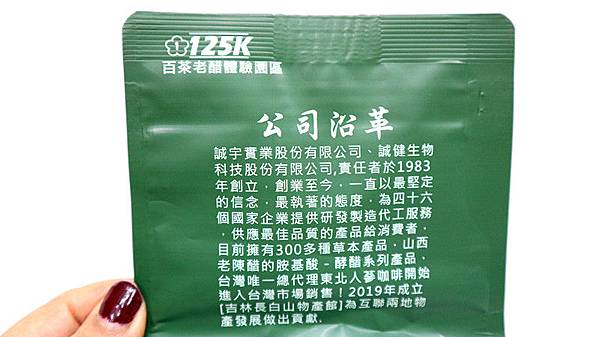 125K
百茶老醋體驗園區
公司沿革
誠宇實業股份有限公司、誠健生物
科技股份有限公司,責任者於1983
年創立﹐創業至今﹐一直以最堅定
的信念﹐最執著的態度﹐為四十六
個國家企業提供研發製造代工服務
﹐供應最佳品質的產品給消費者﹐
目前擁有300多種草本產品﹐山西
老陳醋的胺基酸–酵醋系列產品﹐
台灣唯一總代理東北人蔘咖啡開始
進入台灣市場銷售！2019年成立
[吉林長白山物產館]為互聯兩地物
產發展做出貢獻.